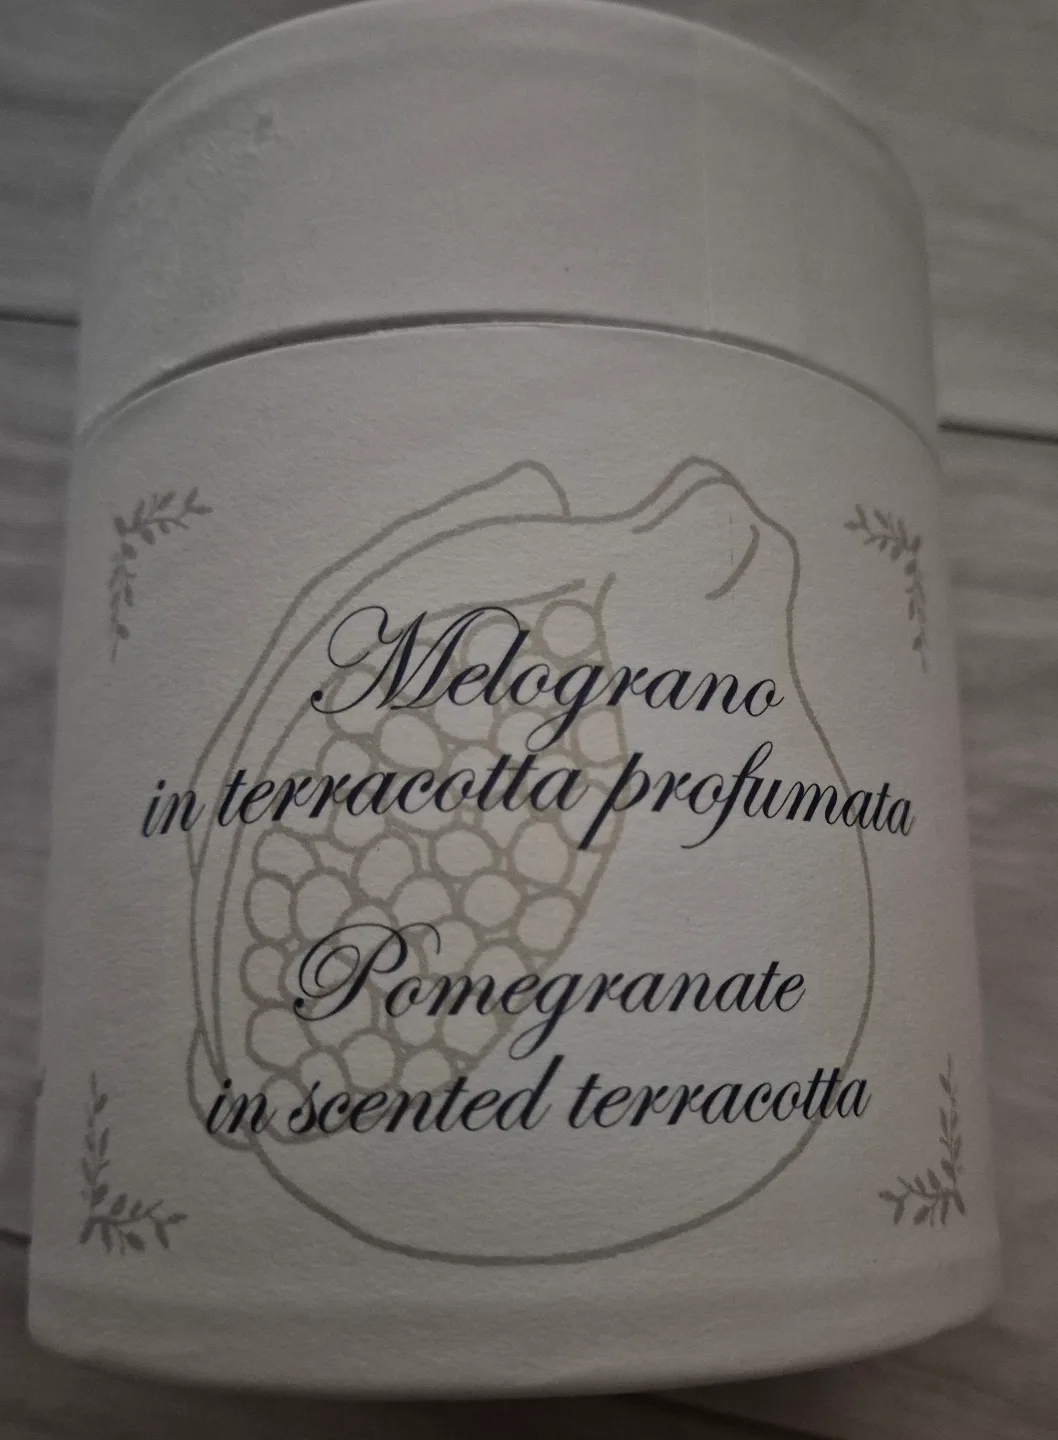 Melograno
in terracotta profumata
Pomegranate
in scented terracotta